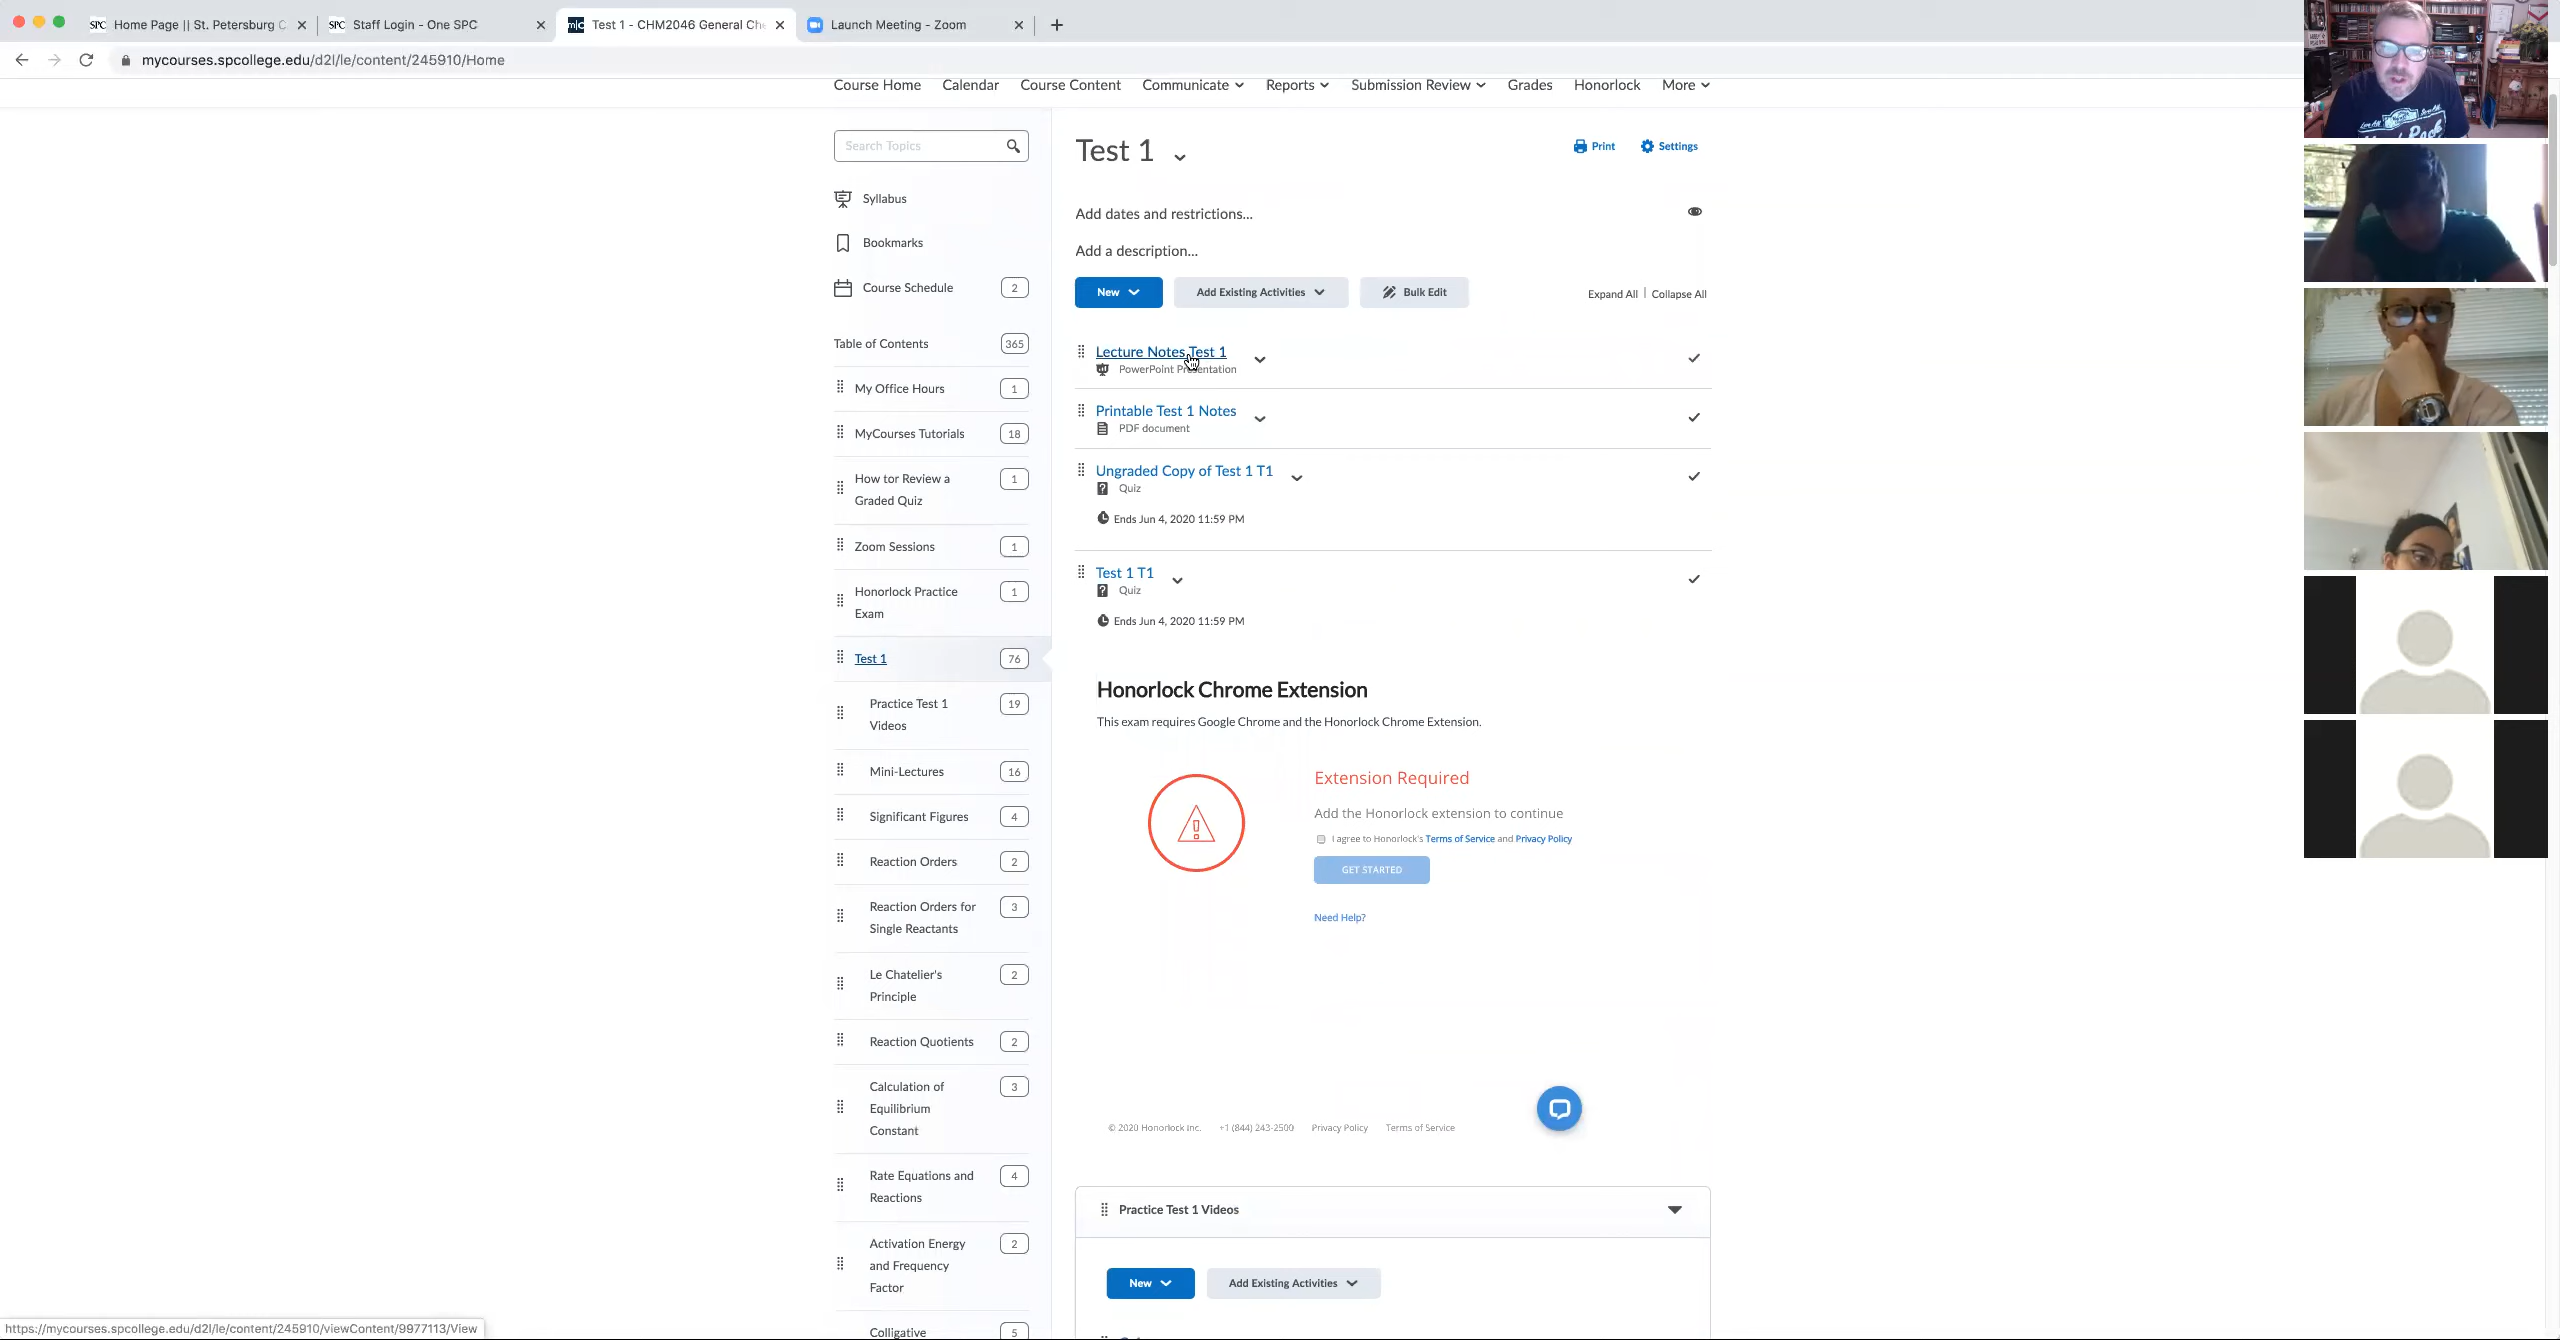 Home Page || St. Petersburg C
Staff Login - One SPC
Test 1 - CHM2046 General Che
Launch Meeting - Zoom
mycourses.spcollege.edu/d2l/le/content/245910/Home
Course Home
Calendar
Course Content
Communicate
Reports
Submission Review
Grades
Honorlock
More
Search Topics
Syllabus
Bookmarks
Course Schedule
2
Table of Contents
365
My Office Hours
1
MyCourses Tutorials
18
How tor Review a
Graded Quiz
1
Zoom Sessions
1
Honorlock Practice
Exam
1
Test 1
76
Practice Test 1
Videos
19
Mini-Lectures
16
Significant Figures
4
Reaction Orders
2
Reaction Orders for
Single Reactants
3
Le Chatelier's
Principle
2
Reaction Quotients
2
Calculation of
Equilibrium
Constant
3
Rate Equations and
Reactions
4
Activation Energy
and Frequency
Factor
2
Colligative
5
Test 1
Print
Settings
Add dates and restrictions...
Add a description...
New
Add Existing Activities
Bulk Edit
Expand All | Collapse All
Lecture Notes Test 1
PowerPoint Presentation
Printable Test 1 Notes
PDF document
Ungraded Copy of Test 1 T1
Quiz
Ends Jun 4, 2020 11:59 PM
Test 1 T1
Quiz
Ends Jun 4, 2020 11:59 PM
Honorlock Chrome Extension
This exam requires Google Chrome and the Honorlock Chrome Extension.
Extension Required
Add the Honorlock extension to continue
I agree to Honorlock's Terms of Service and Privacy Policy
GET STARTED
Need Help?
© 2020 Honorlock Inc.
+1 (844) 243-2500
Privacy Policy
Terms of Service
Practice Test 1 Videos
New
Add Existing Activities
https://mycourses.spcollege.edu/d2l/le/content/245910/viewContent/9977113/View